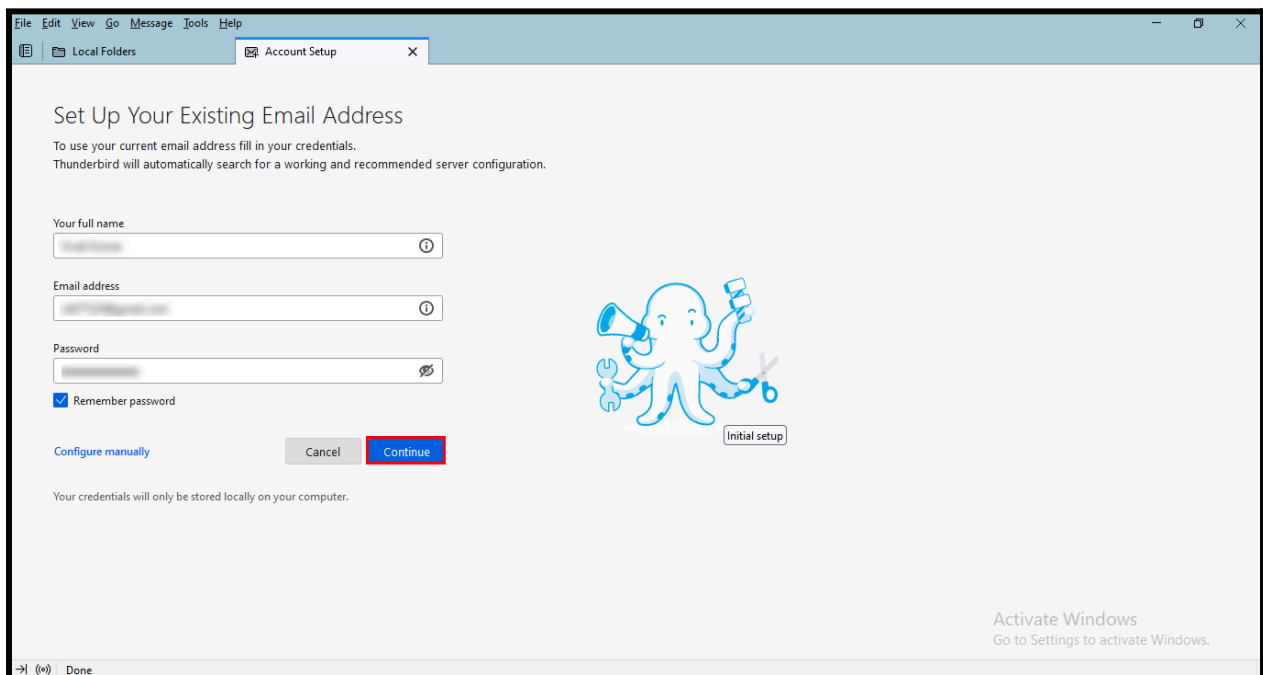 File Edit View Go Message Tools Help
Local Folders
Account Setup
Set Up Your Existing Email Address
To use your current email address fill in your credentials.
Thunderbird will automatically search for a working and recommended server configuration.
Your full name
Email address
Password
Remember password
Configure manually
Cancel
Continue
Initial setup
Your credentials will only be stored locally on your computer.
Activate Windows
Go to Settings to activate Windows.
Done